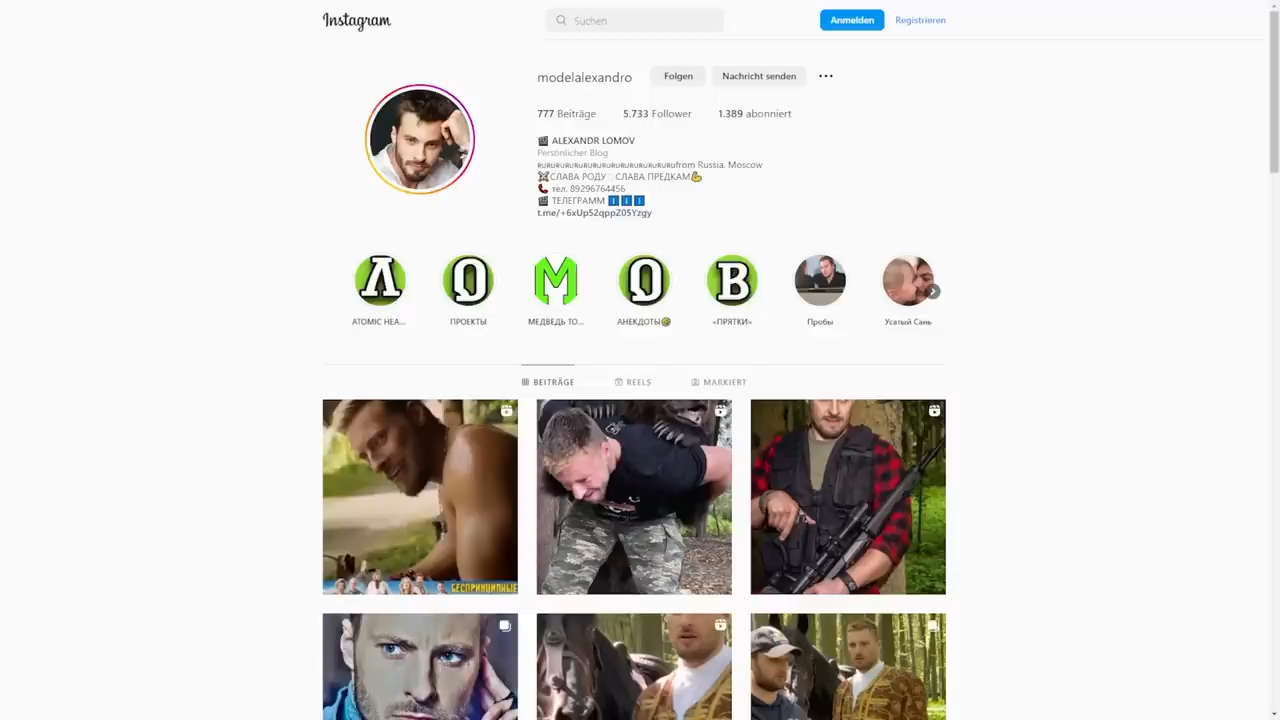 Instagram
Suchen
Anmelden Registrieren
modelalexandro Folgen Nachricht senden
777 Beiträge 5.733 Follower 1.389 abonniert
ALEXANDR LOMOV
Persönlicher Blog
from Russia. Moscow
СЛАВА РОДУ СЛАВА ПРЕДКАМ
тел. 89296764456
ТЕЛЕГРАММ
t.me/+6xUp52qppZ05Yzgy
Л О М О В
ATOMIC HEA... ПРОЕКТЫ МЕДВЕДЬ ТО... АНЕКДОТЫ «ПРЯТКИ» Пробы Усатый Сань
BEITRÄGE REELS MARKIERT
БЕСПРИНЦИПНЫЕ